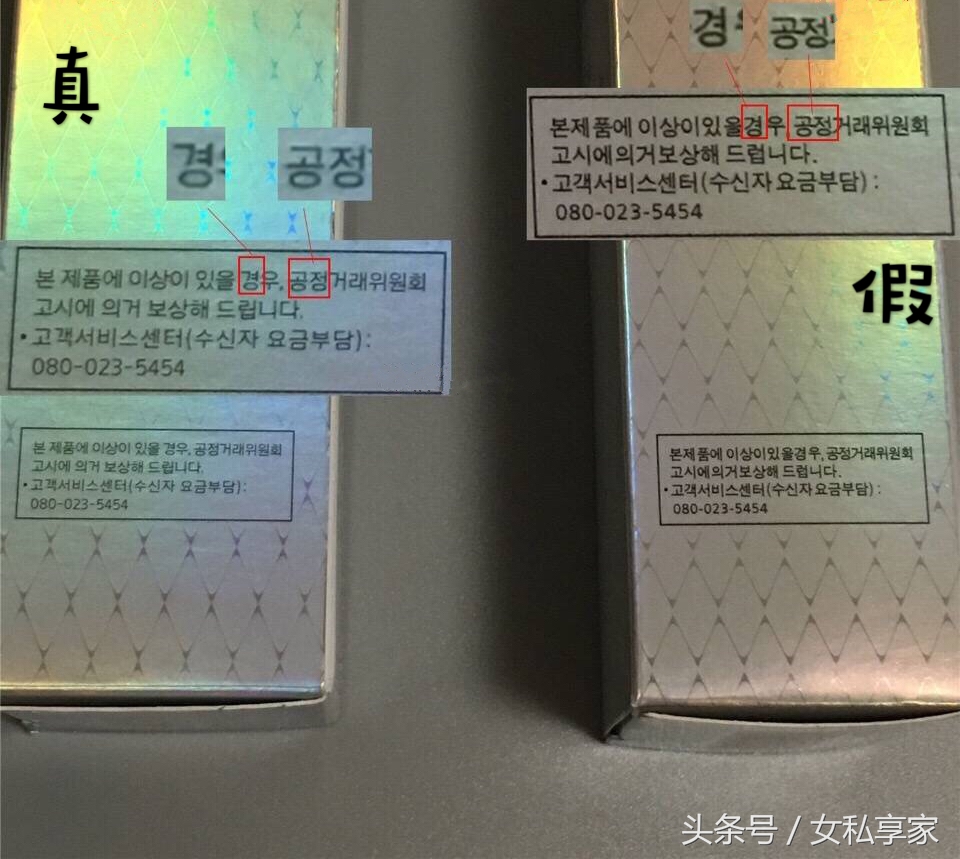 真
경
공정
본 제품에 이상이 있을 경우, 공정거래위원회
고시에 의거 보상해 드립니다.
•고객서비스센터(수신자 요금부담):
080-023-5454
본 제품에 이상이 있을 경우, 공정거래위원회
고시에 의거 보상해 드립니다.
•고객서비스센터(수신자 요금부담):
080-023-5454
경
공정
본제품에 이상이있을경우, 공정거래위원회
고시에의거보상해 드립니다.
•고객서비스센터(수신자요금부담) :
080-023-5454
假
본제품에 이상이있을경우, 공정거래위원회
고시에의거보상해 드립니다.
•고객서비스센터(수신자요금부담) :
080-023-5454
头条号 / 女私享家